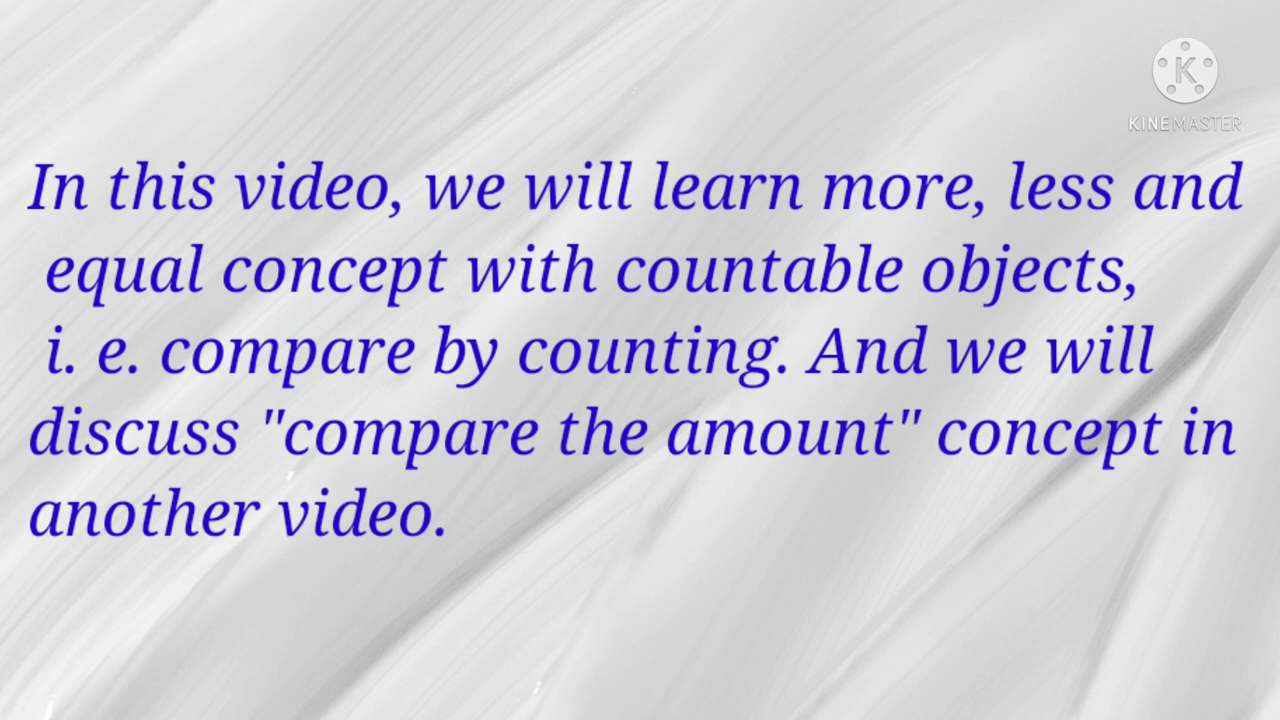 KINEMASTER
In this video, we will learn more, less and
equal concept with countable objects,
i. e. compare by counting. And we will
discuss "compare the amount" concept in
another video.